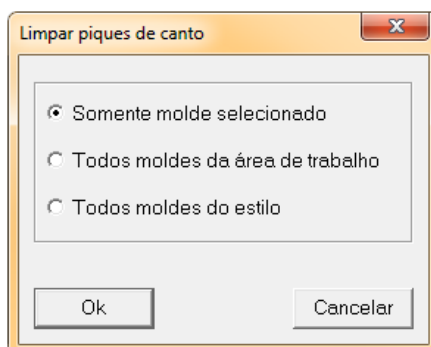 Limpar piques de canto
Somente molde selecionado
Todos moldes da área de trabalho
Todos moldes do estilo
Ok
Cancelar